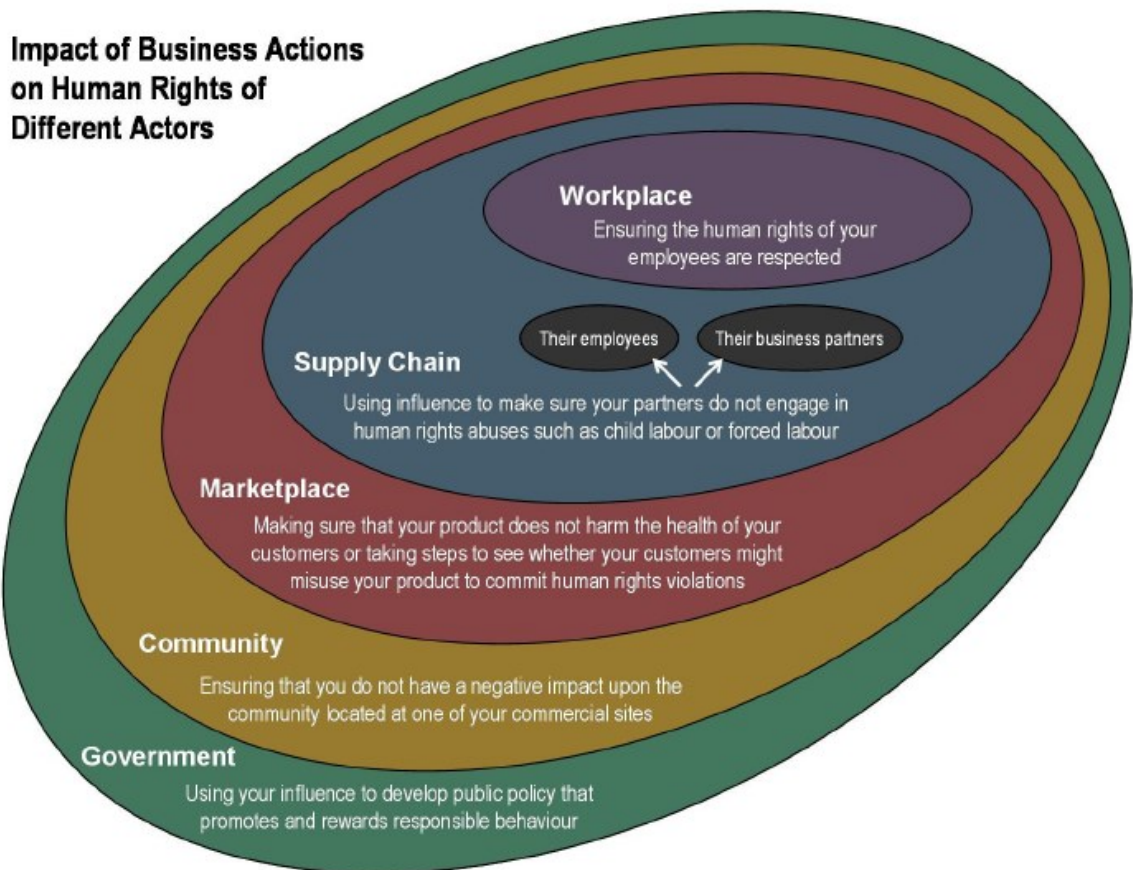 Impact of Business Actions
on Human Rights of
Different Actors
Workplace
Ensuring the human rights of your
employees are respected
Their employees
Their business partners
Supply Chain
Using influence to make sure your partners do not engage in
human rights abuses such as child labour or forced labour
Marketplace
Making sure that your product does not harm the health of your
customers or taking steps to see whether your customers might
misuse your product to commit human rights violations
Community
Ensuring that you do not have a negative impact upon the
community located at one of your commercial sites
Government
Using your influence to develop public policy that
promotes and rewards responsible behaviour